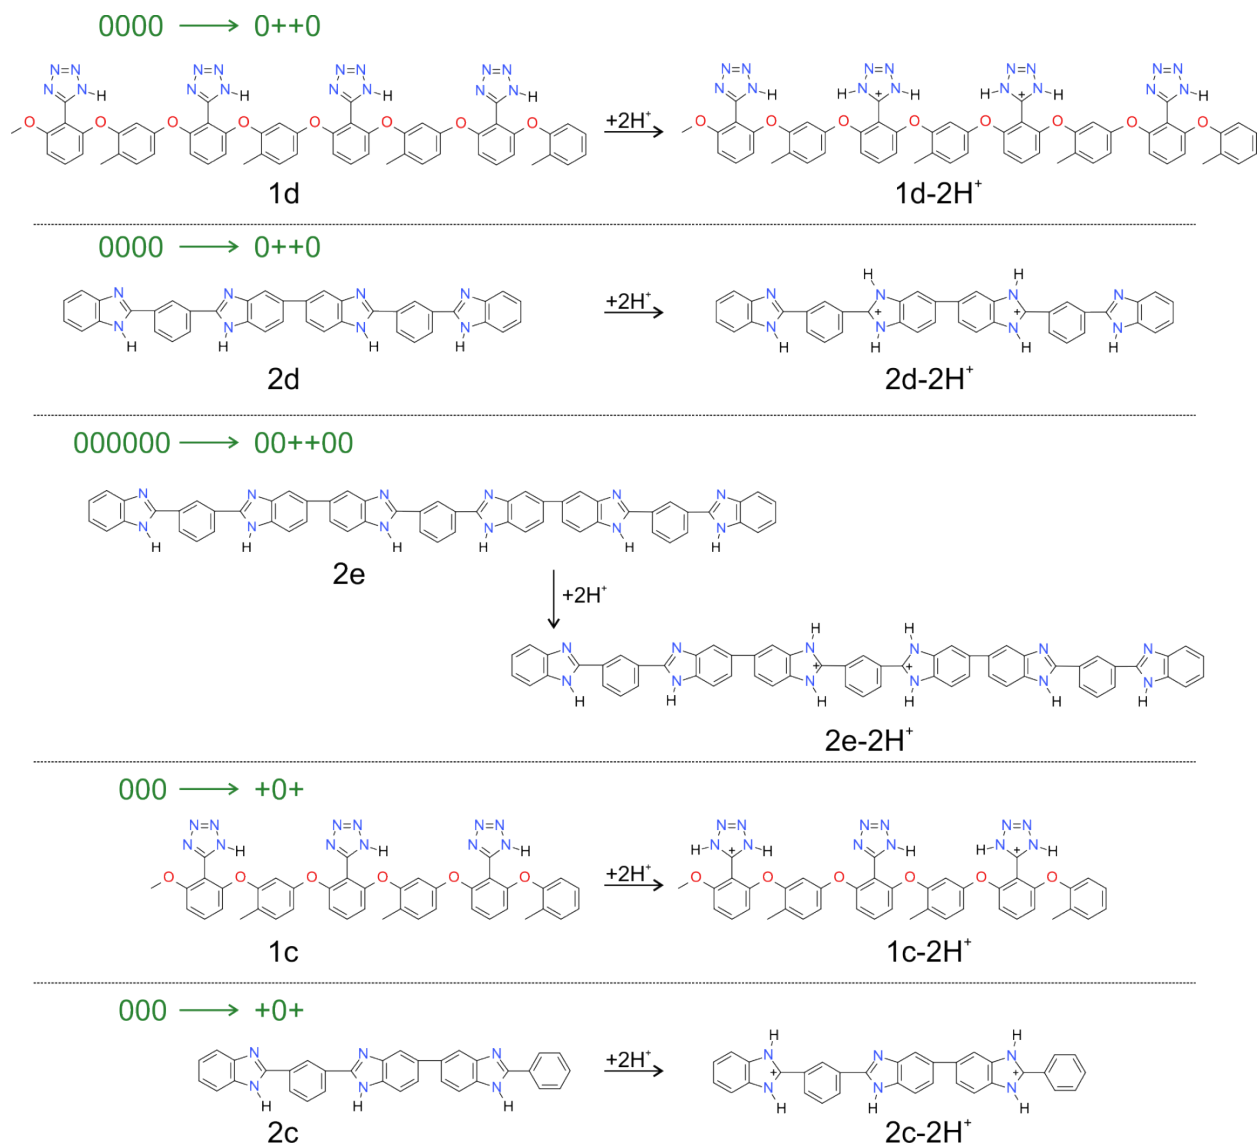 0000 ⟶ 0++0
N=N N=N N=N N=N N=N N=N N=N N=N
N N-H N N-H N N-H N N-H N N-H H-N N-H H-N N-H N N-H
+2H⁺
O O O O O O O O O O O O O O O O
1d 1d-2H⁺
0000 ⟶ 0++0
H H
N N N N +2H⁺ N N + N + N N
N N N N N N N N
H H H H H H H H
2d 2d-2H⁺
000000 ⟶ 00++00
N N N N N N
N N N N N N
H H H H H H
2e
+2H⁺
H H
N N N N N N
+ +
N N N N N N
H H H H H H
2e-2H⁺
000 ⟶ +0+
N=N N=N N=N N=N N=N N=N
N N-H N N-H N N-H H-N + N-H N N-H H-N + N-H
+2H⁺
O O O O O O O O O O O O
1c 1c-2H⁺
000 ⟶ +0+
H H
N N N +2H⁺ N N N
+ +
N N N N N N
H H H H H H
2c 2c-2H⁺